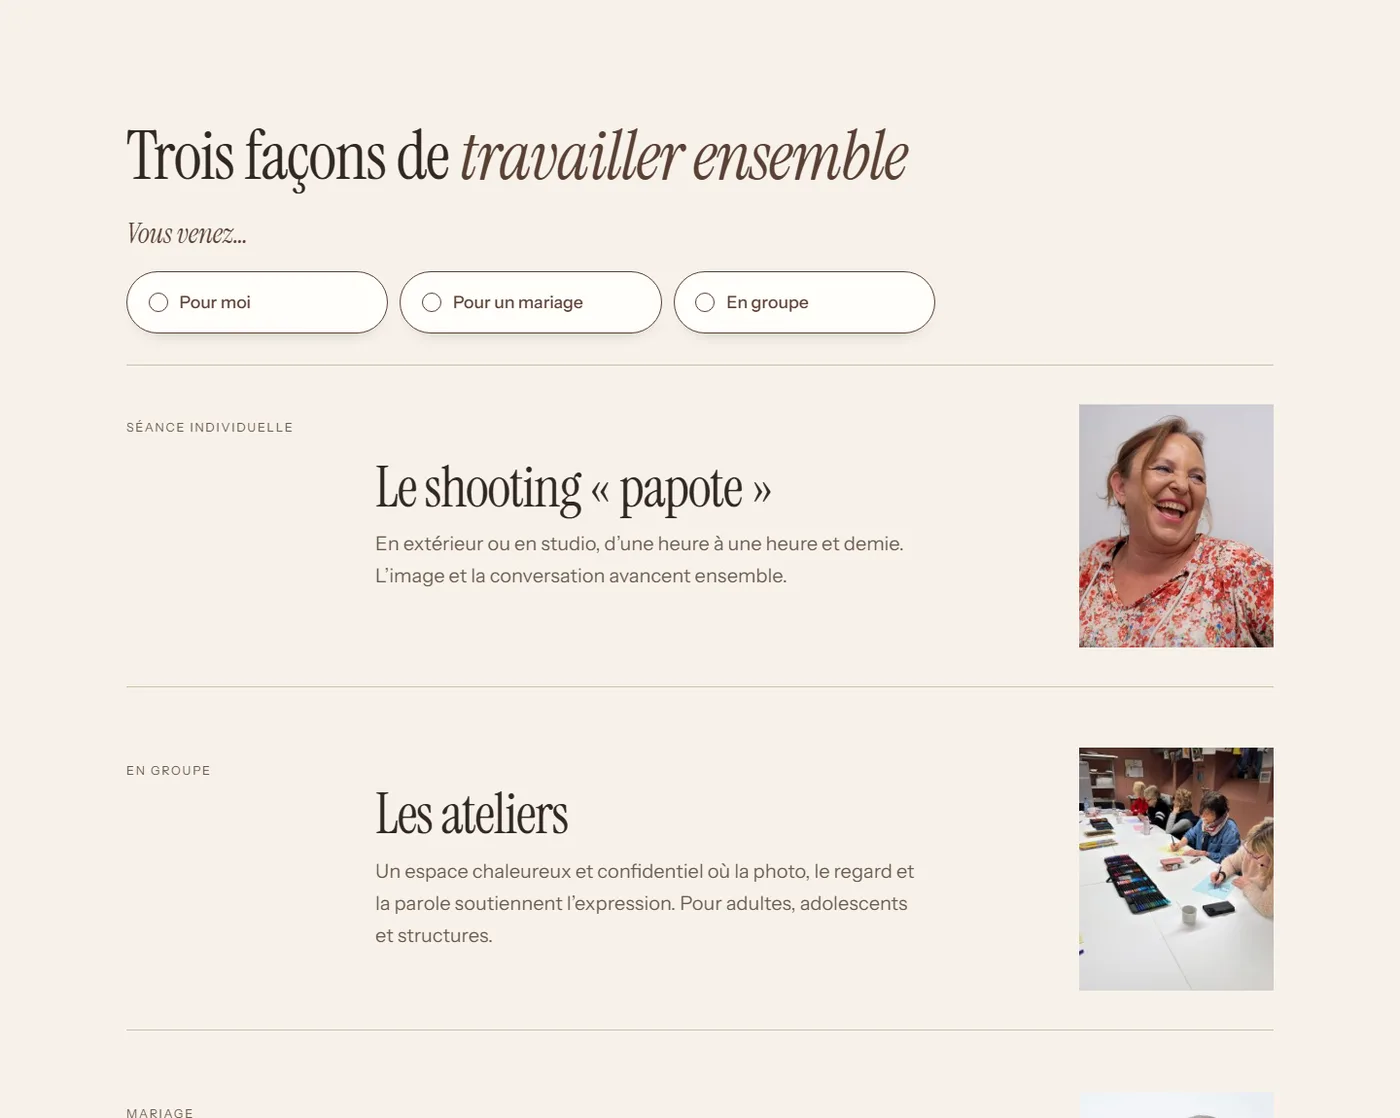 Trois façons de travailler ensemble
Vous venez...
Pour moi
Pour un mariage
En groupe
SÉANCE INDIVIDUELLE
Le shooting « papote »
En extérieur ou en studio, d’une heure à une heure et demie.
L’image et la conversation avancent ensemble.
EN GROUPE
Les ateliers
Un espace chaleureux et confidentiel où la photo, le regard et
la parole soutiennent l’expression. Pour adultes, adolescents
et structures.
MARIAGE